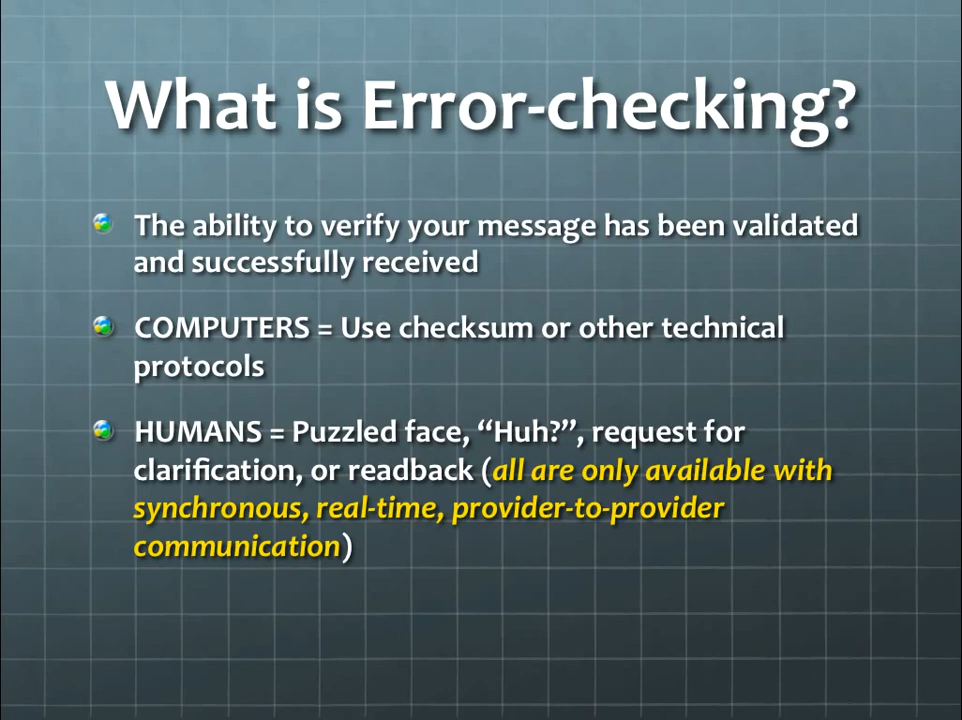 What is Error-checking?
The ability to verify your message has been validated
and successfully received
COMPUTERS = Use checksum or other technical
protocols
HUMANS = Puzzled face, “Huh?”, request for
clarification, or readback (all are only available with
synchronous, real-time, provider-to-provider
communication)